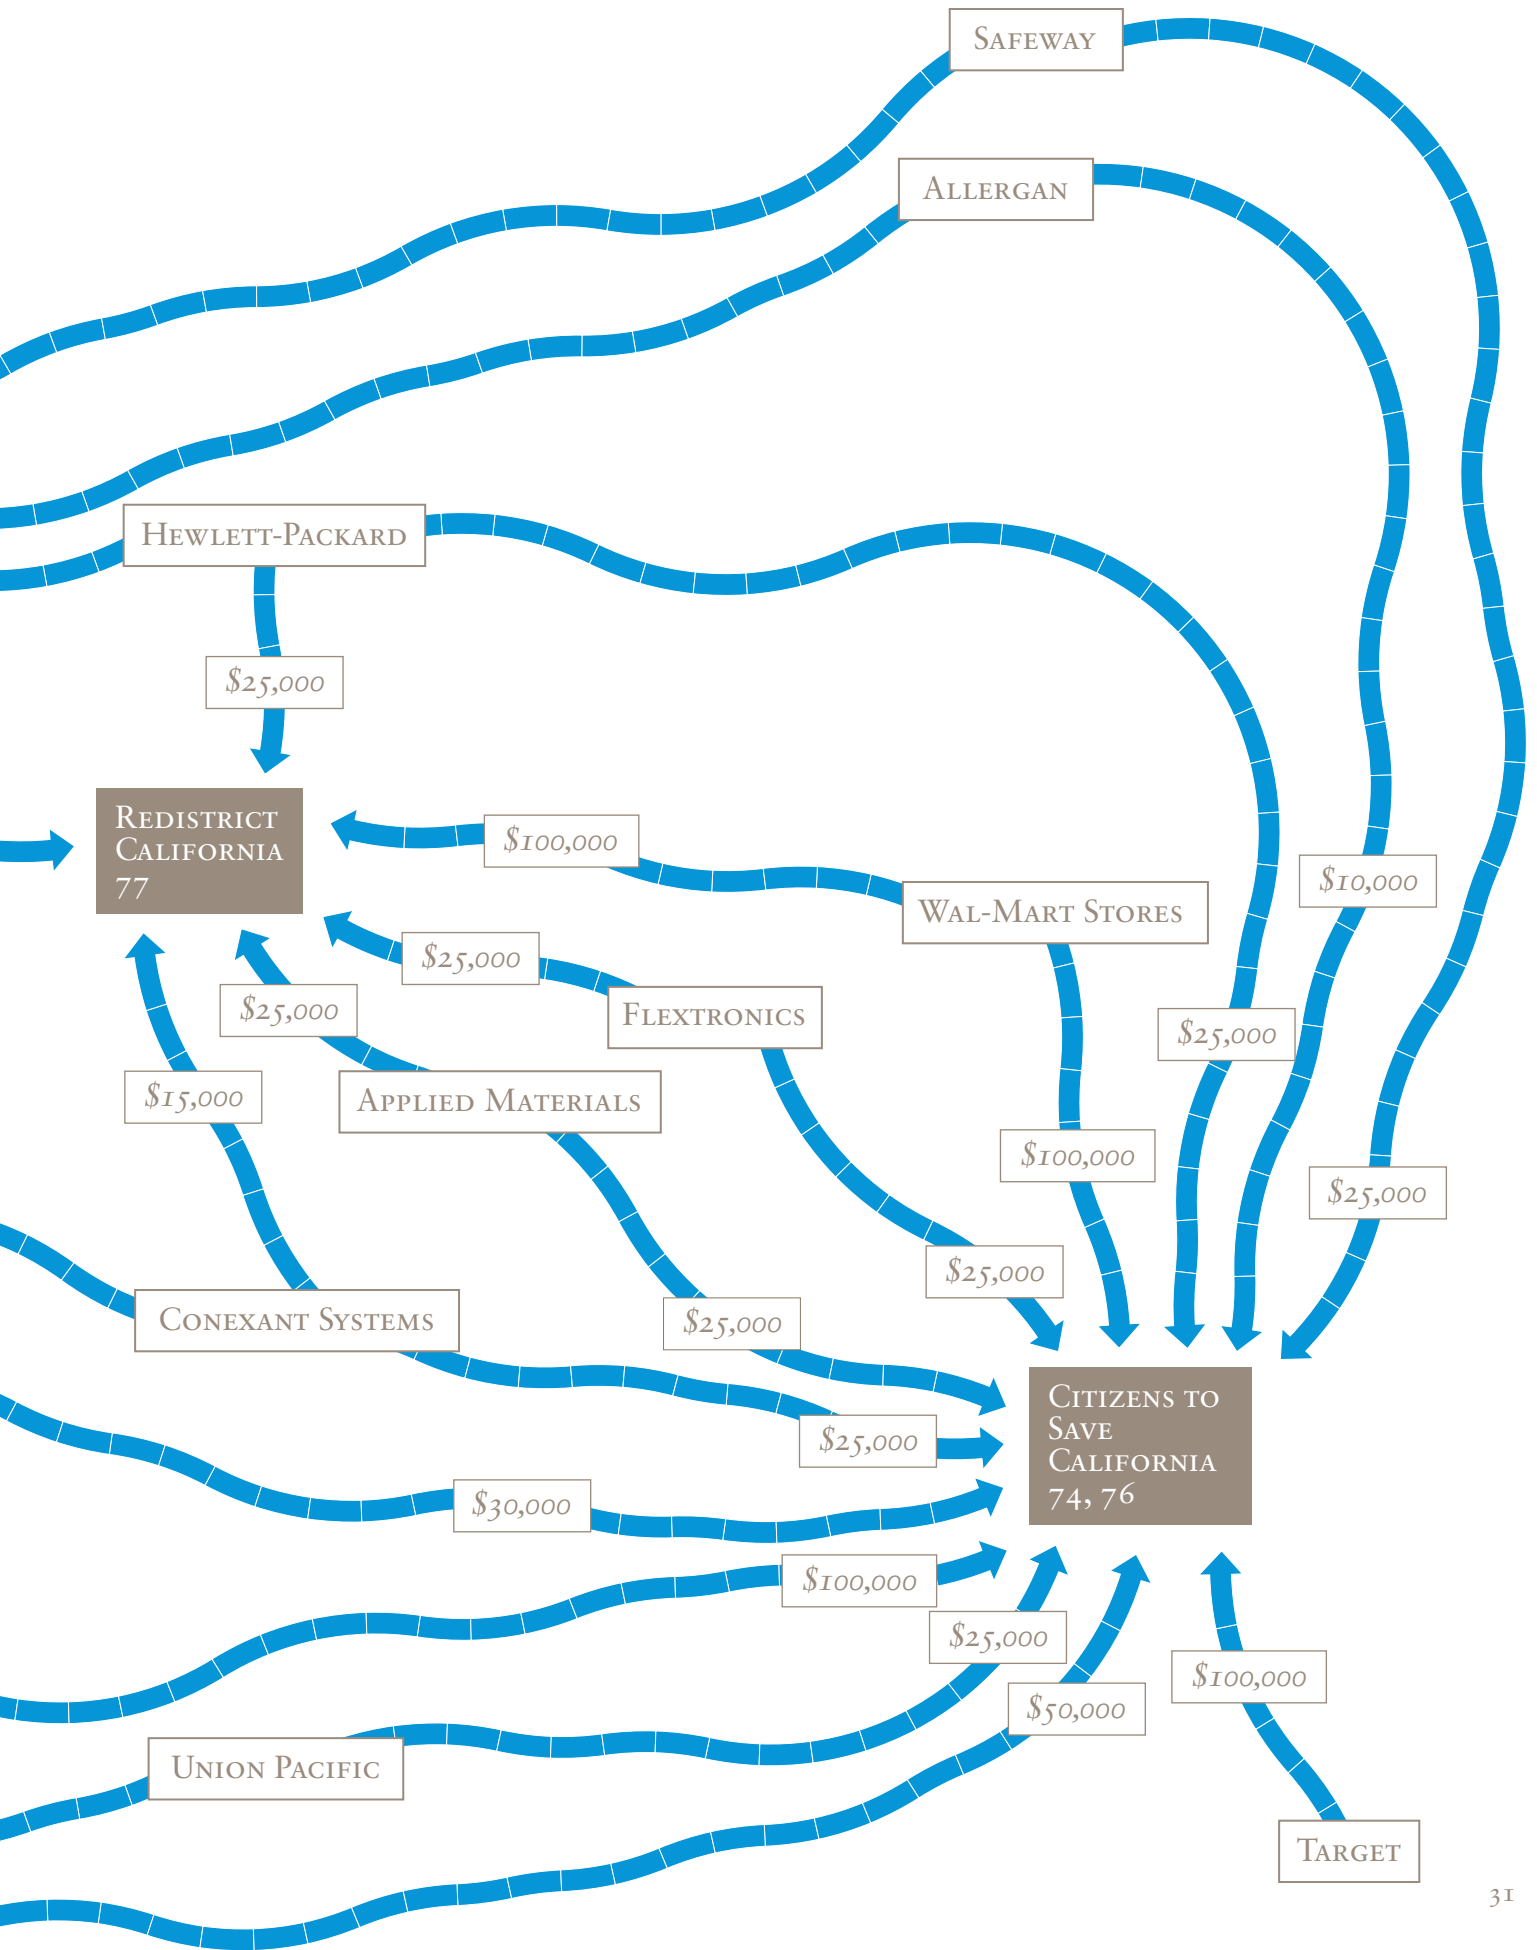 Safeway
Allergan
Hewlett-Packard
$25,000
Redistrict
California
77
$100,000
$10,000
Wal-Mart Stores
$25,000
$25,000
Flextronics
$25,000
$15,000
Applied Materials
$100,000
$25,000
$25,000
Conexant Systems
$25,000
Citizens to
Save
California
74, 76
$25,000
$30,000
$100,000
$25,000
$100,000
$50,000
Union Pacific
Target
31